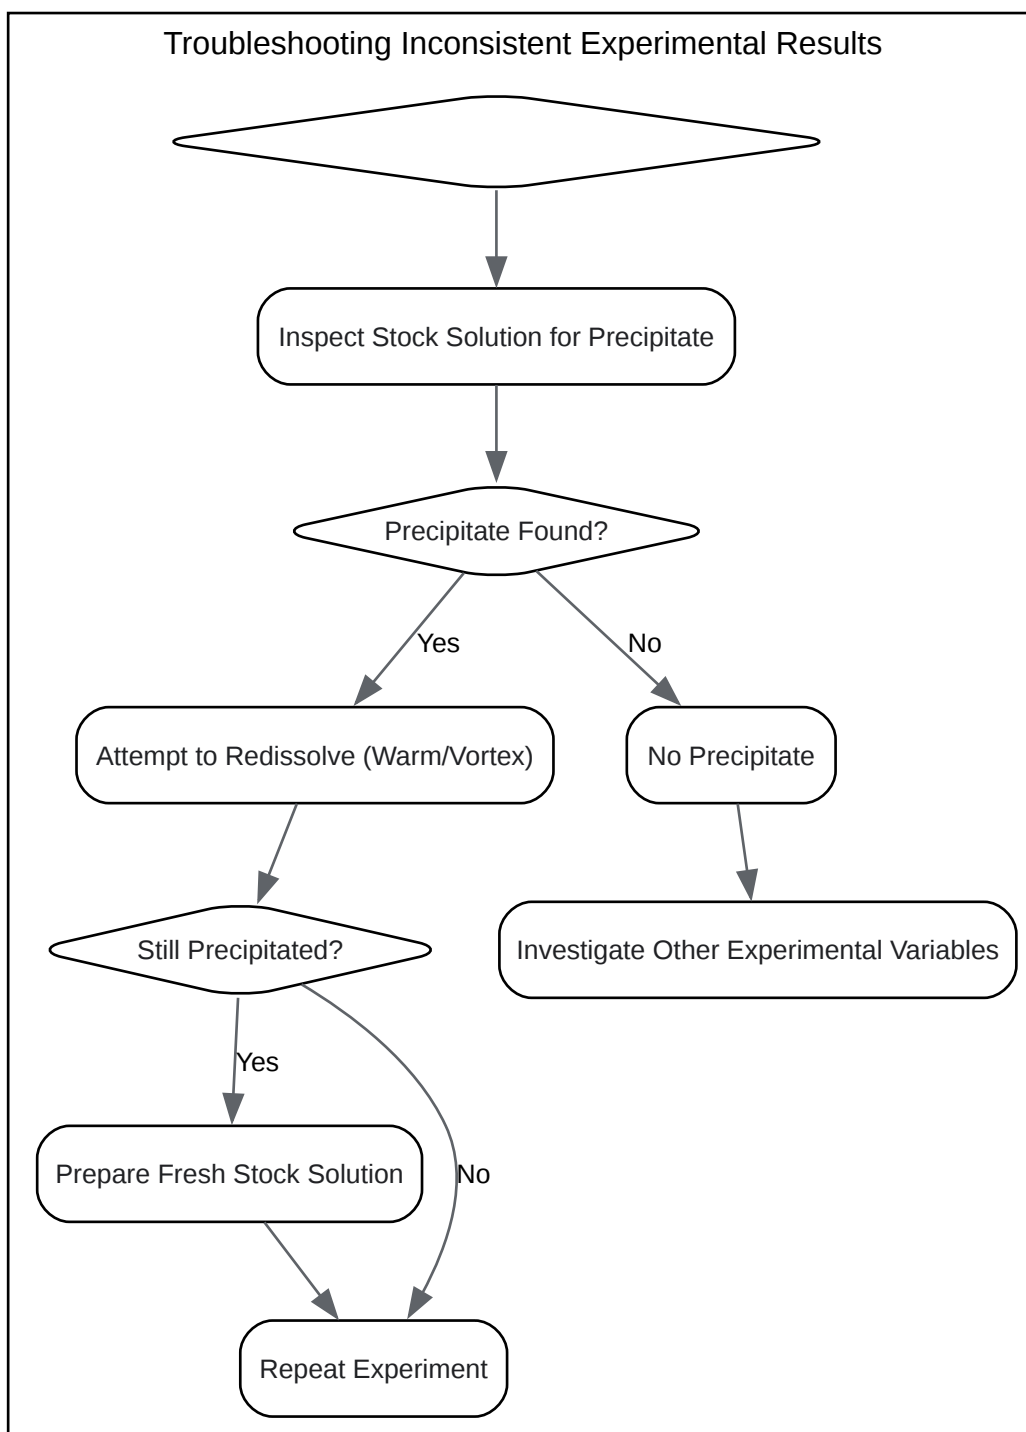 Troubleshooting Inconsistent Experimental Results
Inspect Stock Solution for Precipitate
Precipitate Found?
Yes
No
Attempt to Redissolve (Warm/Vortex)
No Precipitate
Still Precipitated?
Investigate Other Experimental Variables
Yes
Prepare Fresh Stock Solution
No
Repeat Experiment